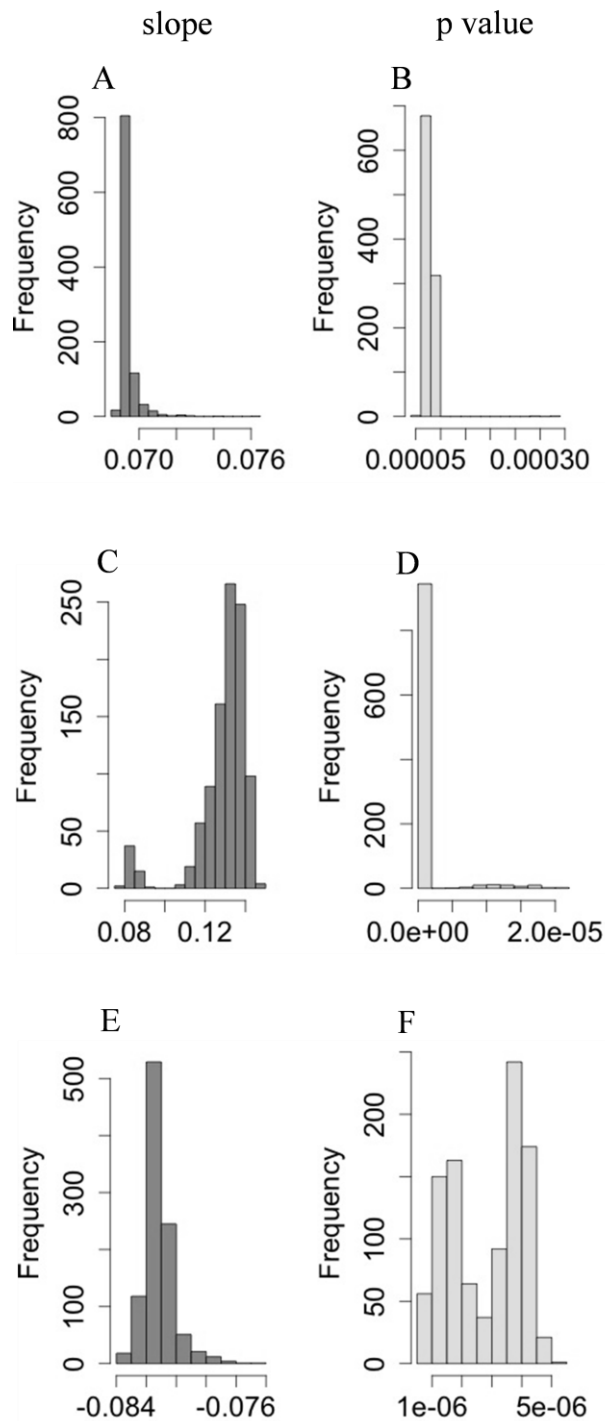 slope p value
A B
Frequency
0 200 400 600 800
0.070 0.076
Frequency
0 200 400 600
0.00005 0.00030
C D
Frequency
0 50 150 250
0.08 0.12
Frequency
0 200 600
0.0e+00 2.0e-05
E F
Frequency
0 100 300 500
-0.084 -0.076
Frequency
0 50 100 200
1e-06 5e-06